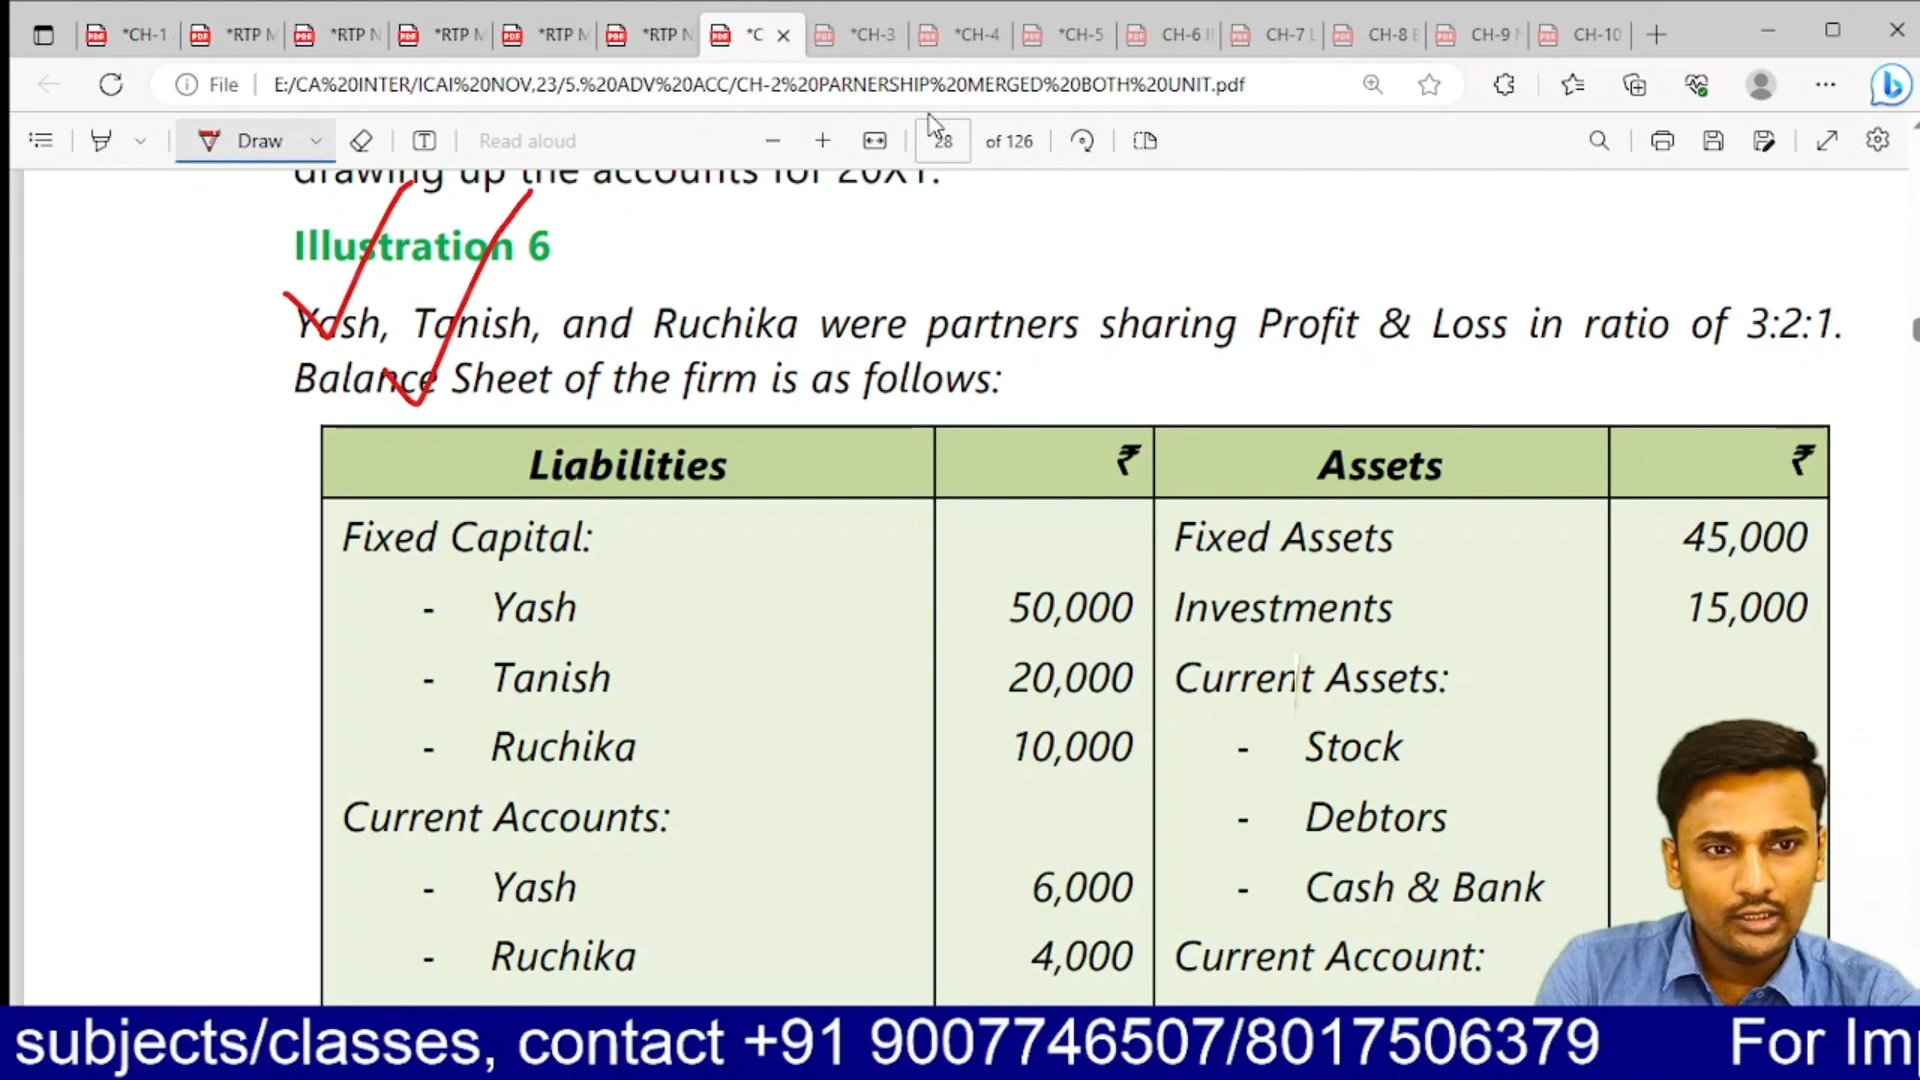 *CH-1
*RTP M
*RTP N
*RTP M
*RTP M
*RTP N
*C
*CH-3
*CH-4
*CH-5
CH-6 I
CH-7 L
CH-8 E
CH-9 N
CH-10
File
E:/CA%20INTER/ICAI%20NOV,23/5.%20ADV%20ACC/CH-2%20PARNERSHIP%20MERGED%20BOTH%20UNIT.pdf
Draw
Read aloud
28 of 126
drawing up the accounts for 20X1.
Illustration 6
Yash, Tanish, and Ruchika were partners sharing Profit & Loss in ratio of 3:2:1.
Balance Sheet of the firm is as follows:
Liabilities ₹ Assets ₹
Fixed Capital: Fixed Assets 45,000
- Yash 50,000 Investments 15,000
- Tanish 20,000 Current Assets:
- Ruchika 10,000 - Stock
Current Accounts: - Debtors
- Yash 6,000 - Cash & Bank
- Ruchika 4,000 Current Account:
subjects/classes, contact +91 9007746507/8017506379 For Im